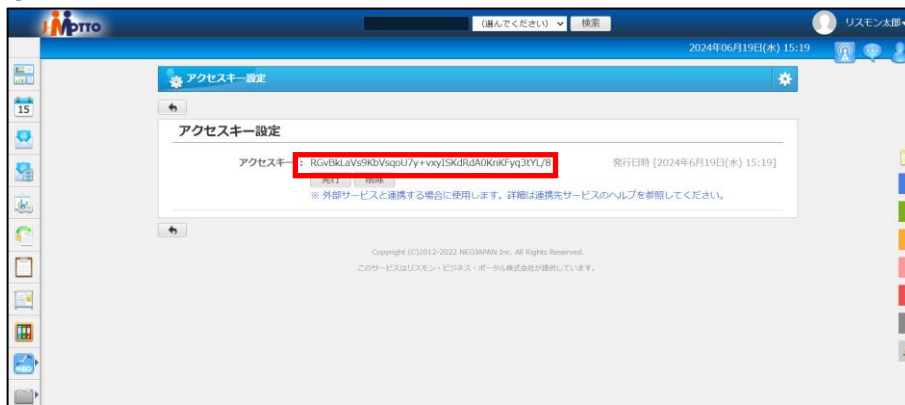 J MOTTO
(選んでください) 検索
リスモン太郎
2024年06月19日(水) 15:19
アクセスキー設定
15
アクセスキー設定
アクセスキー : RGvBkLaVs9KbVsqoU7y+vxyISKdRdA0KnKFyq3tYL/8 発行日時 [2024年6月19日(水) 15:19]
発行 削除
※ 外部サービスと連携する場合に使用します。詳細は連携先サービスのヘルプを参照してください。
Copyright (C)2012-2022 NEOJAPAN Inc. All Rights Reserved.
このサービスはリスモン・ビジネス・ポータル株式会社が提供しています。
NEO